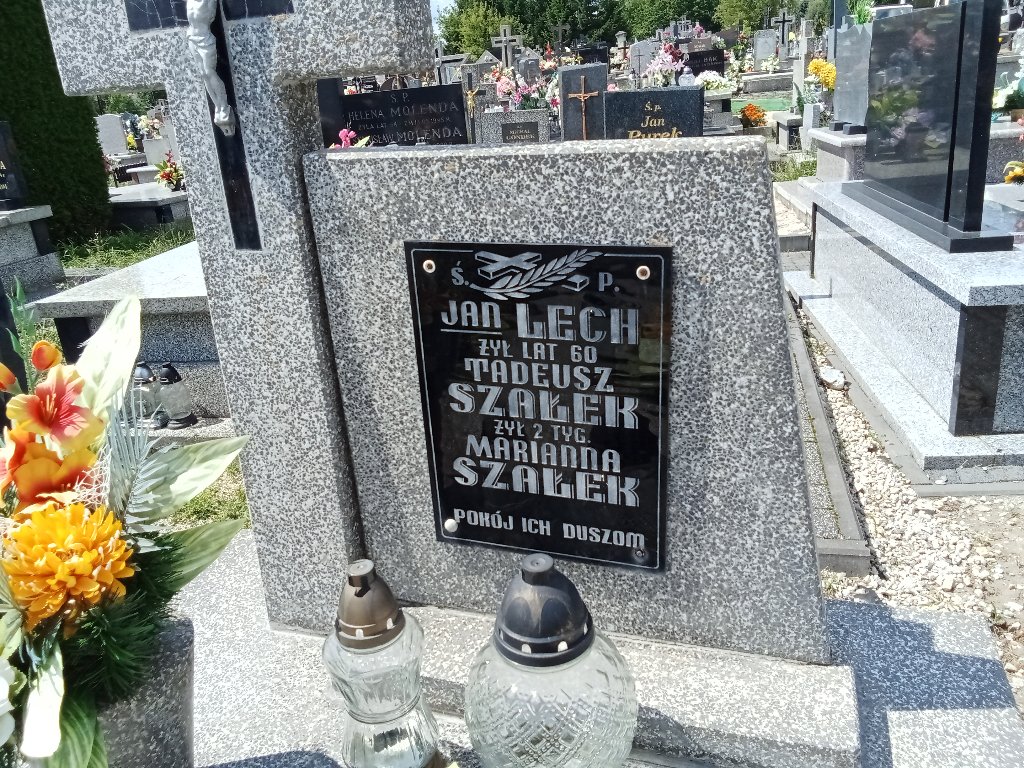 Ś. P.
HELENA MOLENDA
MOLENDA
Ś.P.
Jan
Purek
BĄK
Ś. P.
JAN LECH
ŻYŁ LAT 60
TADEUSZ
SZAŁEK
ŻYŁ 2 TYG.
MARIANNA
SZAŁEK
POKÓJ ICH DUSZOM